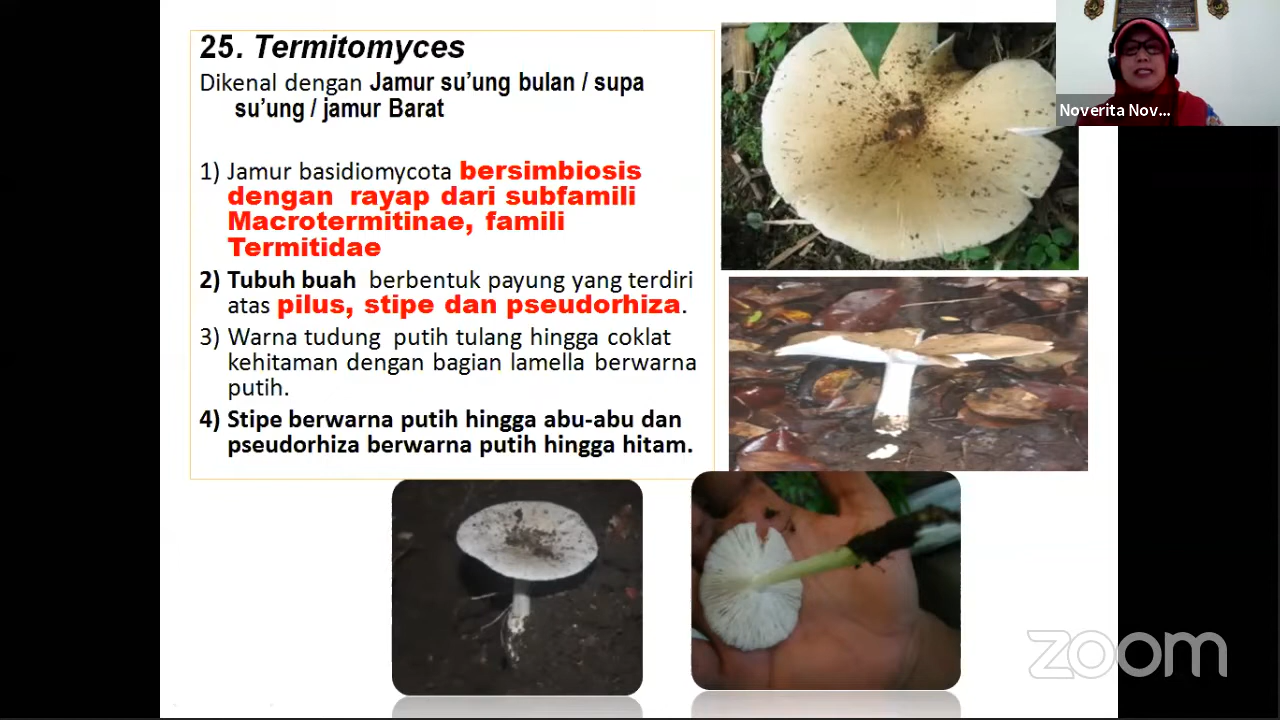 25. Termitomyces
Dikenal dengan Jamur su’ung bulan / supa
su’ung / jamur Barat
1) Jamur basidiomycota bersimbiosis
dengan rayap dari subfamili
Macrotermitinae, famili
Termitidae
2) Tubuh buah berbentuk payung yang terdiri
atas pilus, stipe dan pseudorhiza.
3) Warna tudung putih tulang hingga coklat
kehitaman dengan bagian lamella berwarna
putih.
4) Stipe berwarna putih hingga abu-abu dan
pseudorhiza berwarna putih hingga hitam.
Noverita Nov...
zoom